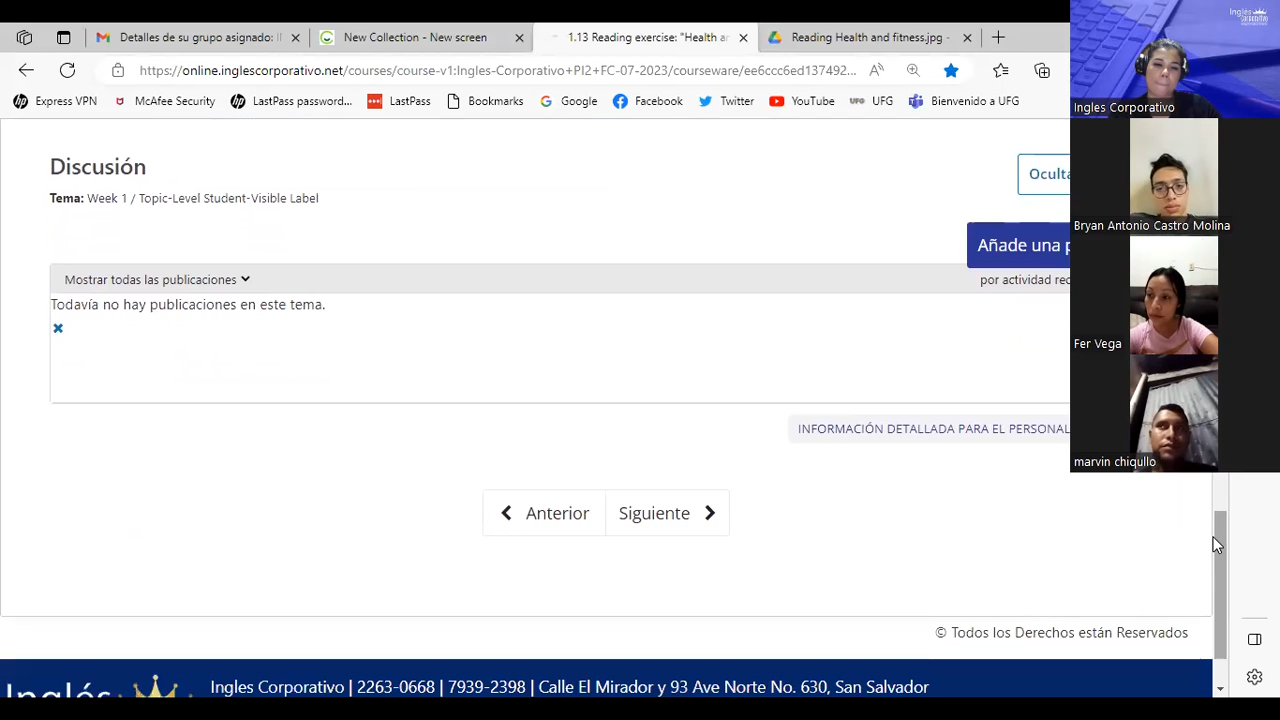 Detalles de su grupo asignado: I
New Collection - New screen
1.13 Reading exercise: "Health a
Reading Health and fitness.jpg -
https://online.inglescorporativo.net/courses/course-v1:Ingles-Corporativo+PI2+FC-07-2023/courseware/ee6ccc6ed137492...
Express VPN
McAfee Security
LastPass password...
LastPass
Bookmarks
Google
Facebook
Twitter
YouTube
UFG
Bienvenido a UFG
Discusión
Oculta
Tema: Week 1 / Topic-Level Student-Visible Label
Añade una p
Mostrar todas las publicaciones
por actividad rec
Todavía no hay publicaciones en este tema.
INFORMACIÓN DETALLADA PARA EL PERSONAL
Anterior
Siguiente
© Todos los Derechos están Reservados
Inglés
Ingles Corporativo | 2263-0668 | 7939-2398 | Calle El Mirador y 93 Ave Norte No. 630, San Salvador
Inglés
Ingles Corporativo
Bryan Antonio Castro Molina
Fer Vega
marvin chiqullo